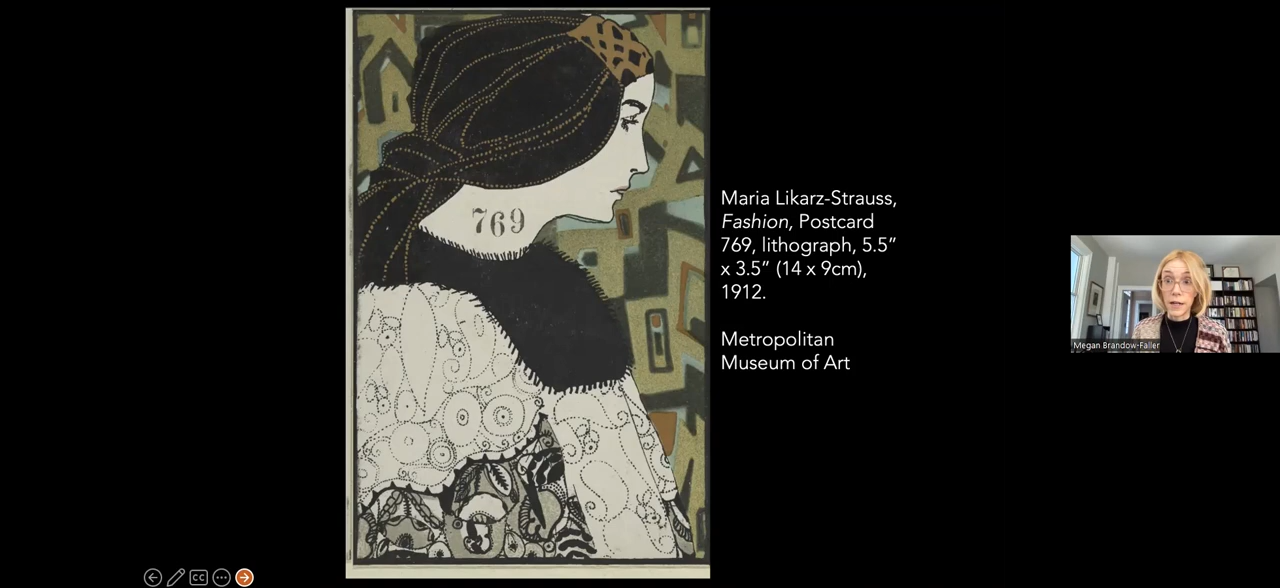 769
Maria Likarz-Strauss,
Fashion, Postcard
769, lithograph, 5.5”
x 3.5” (14 x 9cm),
1912.
Metropolitan
Museum of Art
Megan Brandow-Faller
CC